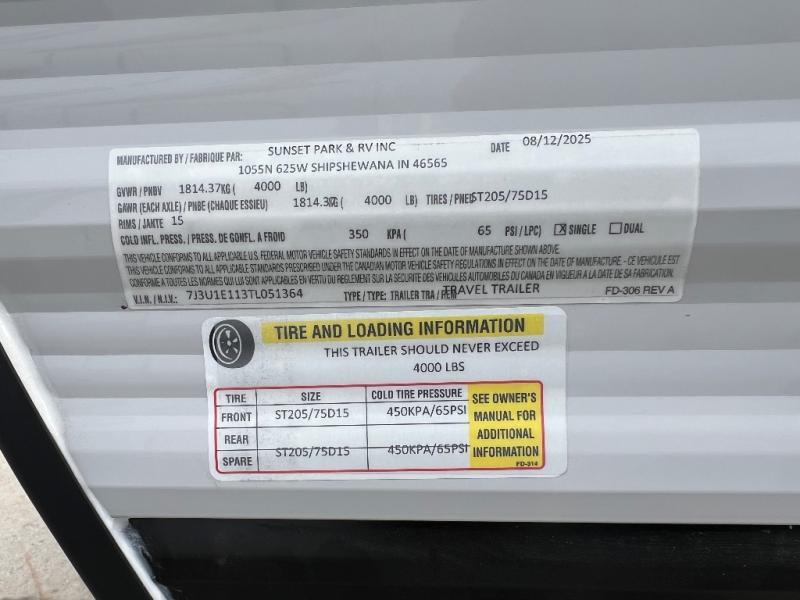 MANUFACTURED BY / FABRIQUE PAR: SUNSET PARK & RV INC DATE 08/12/2025
1055N 625W SHIPSHEWANA IN 46565
GVWR / PNBV 1814.37KG ( 4000 LB)
GAWR (EACH AXLE) / PNBE (CHAQUE ESSIEU) 1814.37KG ( 4000 LB) TIRES / PNEU ST205/75D15
RIMS / JANTE 15
COLD INFL. PRESS. / PRESS. DE GONFL. A FROID 350 KPA ( 65 PSI / LPC) X SINGLE DUAL
THIS VEHICLE CONFORMS TO ALL APPLICABLE U.S. FEDERAL MOTOR VEHICLE SAFETY STANDARDS IN EFFECT ON THE DATE OF MANUFACTURE SHOWN ABOVE.
THIS VEHICLE CONFORMS TO ALL APPLICABLE STANDARDS PRESCRIBED UNDER THE CANADIAN MOTOR VEHICLE SAFETY REGULATIONS IN EFFECT ON THE DATE OF MANUFACTURE / CE VEHICULE EST
CONFORME A TOUTES LES NORMES QUI LUI SONT APPLICABLES EN VERTU DU REGLEMENT SUR LA SECURITE DES VEHICULES AUTOMOBILES DU CANADA EN VIGUEUR A LA DATE DE SA FABRICATION.
V.I.N. / N.I.V.: 7J3U1E113TL051364 TYPE / TYPE: TRAILER TRA / REM TRAVEL TRAILER FD-306 REV A
TIRE AND LOADING INFORMATION
THIS TRAILER SHOULD NEVER EXCEED
4000 LBS
TIRE SIZE COLD TIRE PRESSURE
FRONT ST205/75D15 450KPA/65PSI
REAR
SPARE ST205/75D15 450KPA/65PSI
SEE OWNER'S
MANUAL FOR
ADDITIONAL
INFORMATION
FD-314